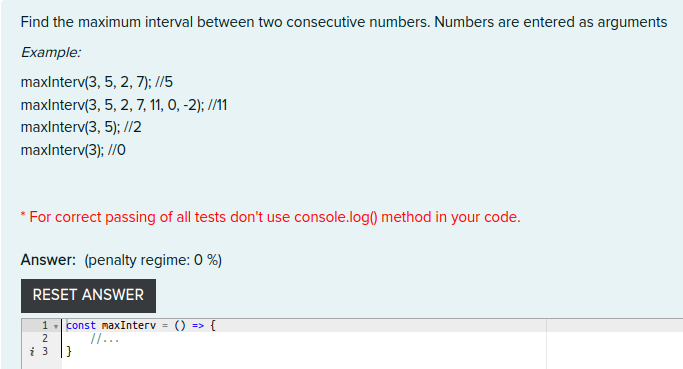 Find the maximum interval between two consecutive numbers. Numbers are entered as arguments
Example:
maxInterv(3, 5, 2, 7); //5
maxInterv(3, 5, 2, 7, 11, 0, -2); //11
maxInterv(3, 5); //2
maxInterv(3); //0
* For correct passing of all tests don't use console.log() method in your code.
Answer: (penalty regime: 0 %)
RESET ANSWER
1 const maxInterv = () => {
2 //...
i 3 }